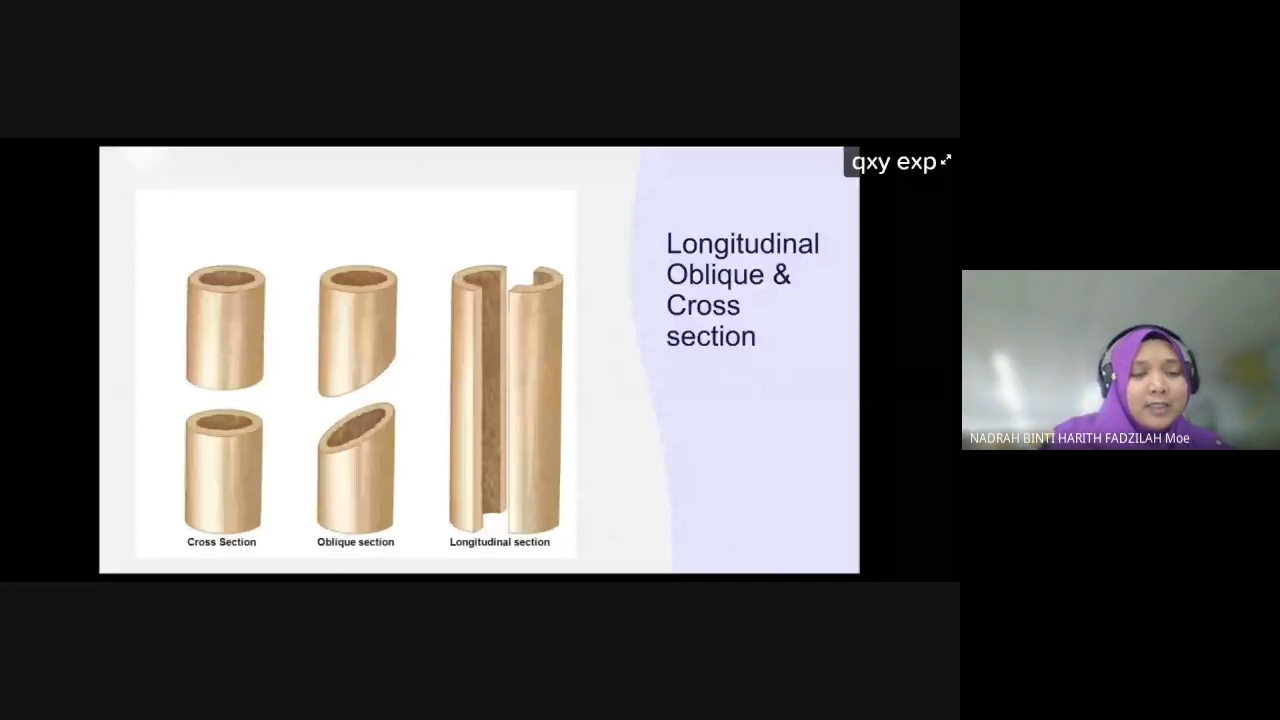 qxy exp
Longitudinal
Oblique &
Cross
section
Cross Section
Oblique section
Longitudinal section
NADRAH BINTI HARITH FADZILAH Moe